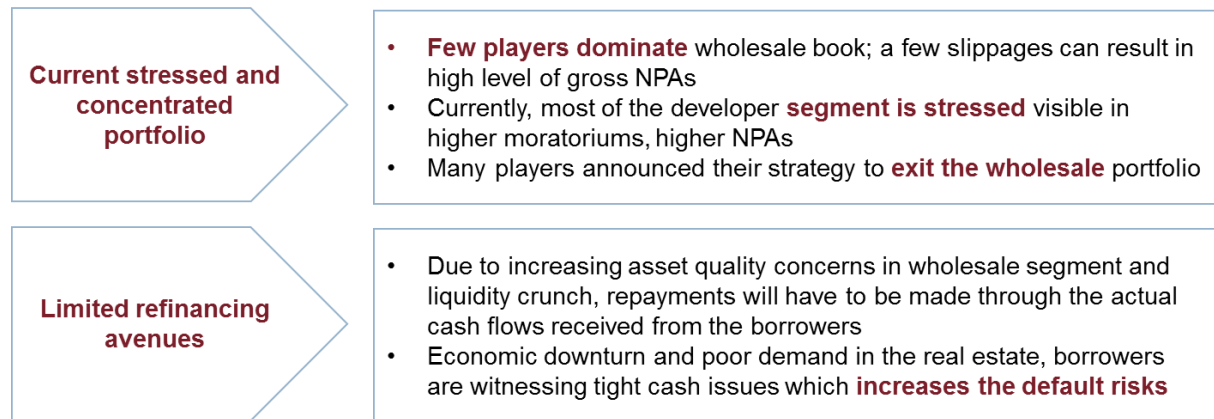 Current stressed and
concentrated
portfolio
• Few players dominate wholesale book; a few slippages can result in
high level of gross NPAs
• Currently, most of the developer segment is stressed visible in
higher moratoriums, higher NPAs
• Many players announced their strategy to exit the wholesale portfolio
Limited refinancing
avenues
• Due to increasing asset quality concerns in wholesale segment and
liquidity crunch, repayments will have to be made through the actual
cash flows received from the borrowers
• Economic downturn and poor demand in the real estate, borrowers
are witnessing tight cash issues which increases the default risks